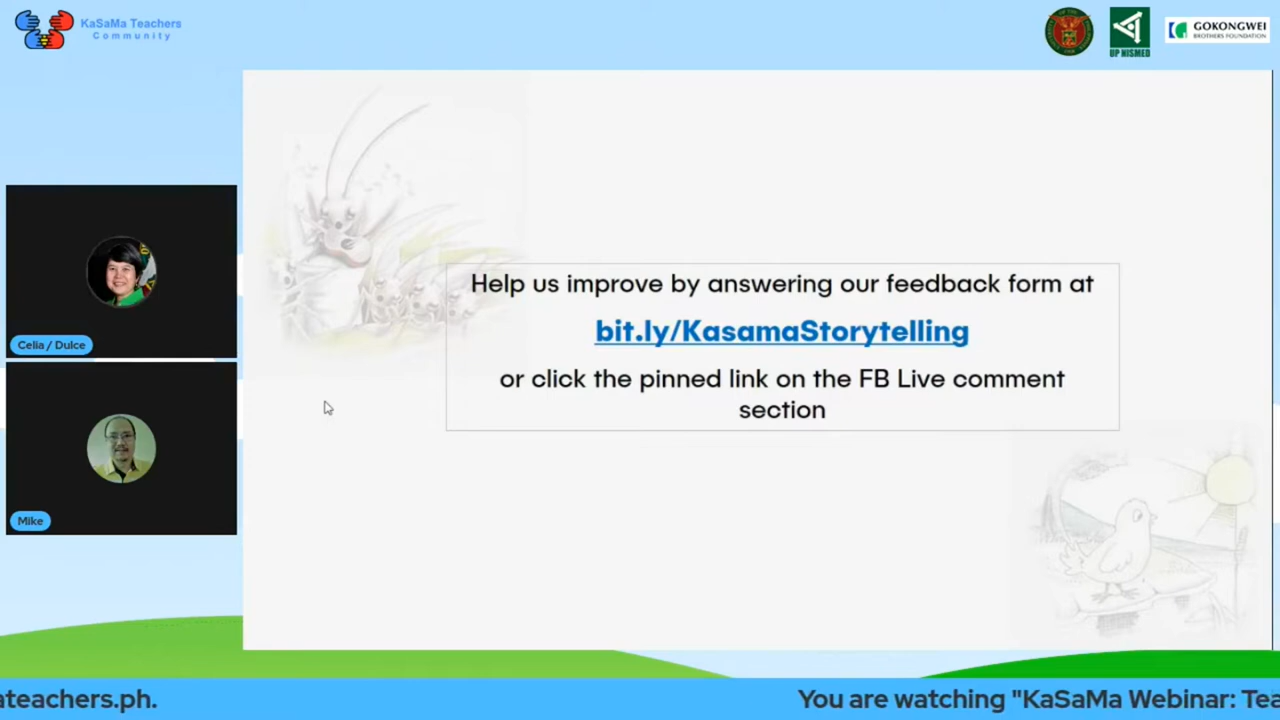 KaSaMa Teachers
Community
UP NISMED
GOKONGWEI
BROTHERS FOUNDATION
Help us improve by answering our feedback form at
bit.ly/KasamaStorytelling
or click the pinned link on the FB Live comment
section
Celia / Dulce
Mike
ateachers.ph.
You are watching "KaSaMa Webinar: Tea